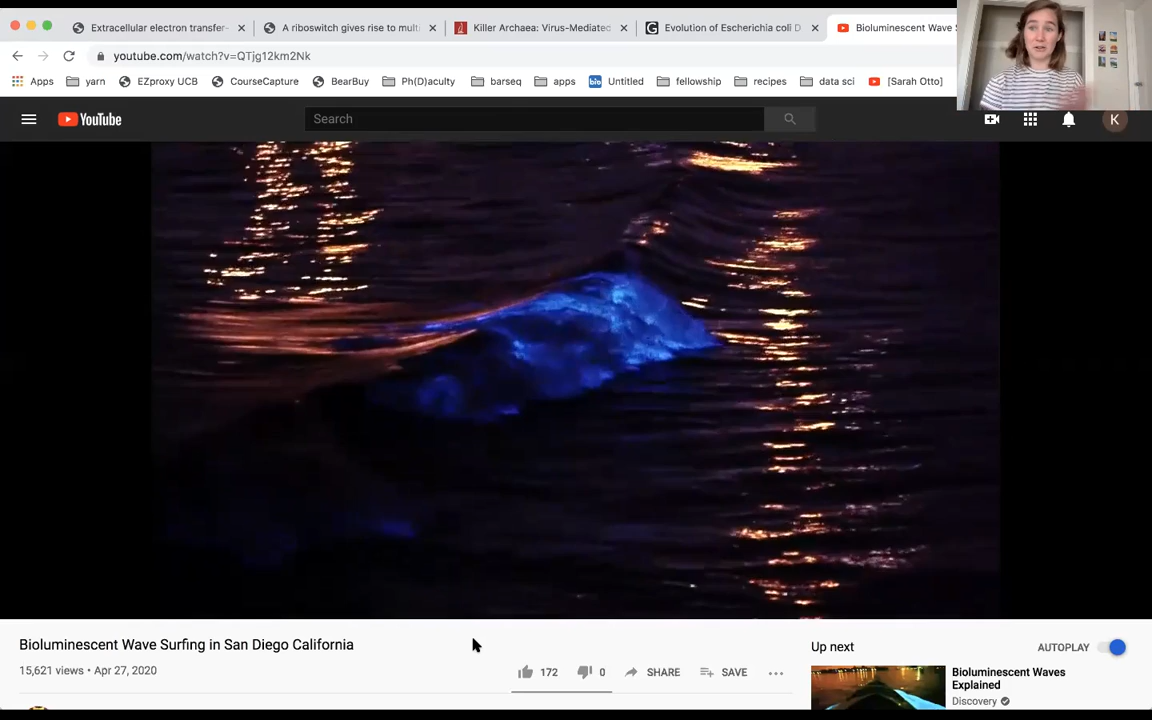 Extracellular electron transfer-
A riboswitch gives rise to multi
Killer Archaea: Virus-Mediated
Evolution of Escherichia coli D
Bioluminescent Wave S
youtube.com/watch?v=QTjg12km2Nk
Apps
yarn
EZproxy UCB
CourseCapture
BearBuy
Ph(D)aculty
barseq
apps
bio
Untitled
fellowship
recipes
data sci
[Sarah Otto]
YouTube
Search
K
Bioluminescent Wave Surfing in San Diego California
15,621 views • Apr 27, 2020
172
0
SHARE
SAVE
Up next
AUTOPLAY
Bioluminescent Waves
Explained
Discovery